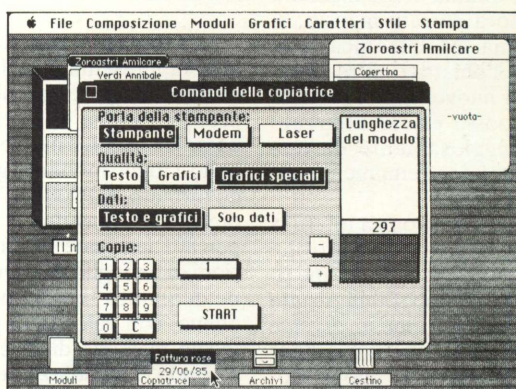 File Composizione Moduli Grafici Caratteri Stile Stampa
Zoroastri Amilcare
Verdi Annibale
Zoroastri Amilcare
Copertina
-vuota-
Comandi della copiatrice
Porta della stampante:
Stampante Modem Laser
Qualità:
Testo Grafici Grafici speciali
Dati:
Testo e grafici Solo dati
Copie:
1 2 3
4 5 6
7 8 9
0 C
1
START
Lunghezza
del modulo
297
-
+
Il m
Fattura rose
29/06/85
Moduli Copiatrice Archivi Cestino